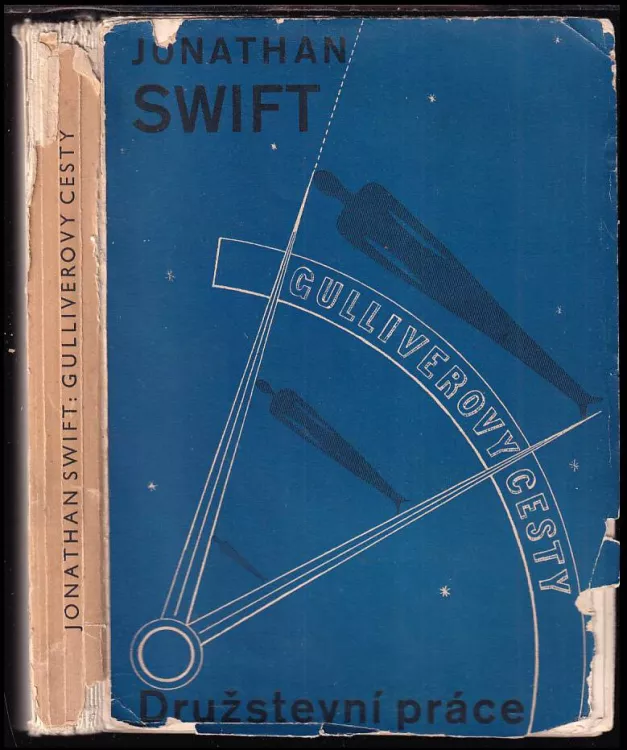 JONATHAN
SWIFT
GULLIVEROVY CESTY
Družstevní práce
JONATHAN SWIFT: GULLIVEROVY CESTY